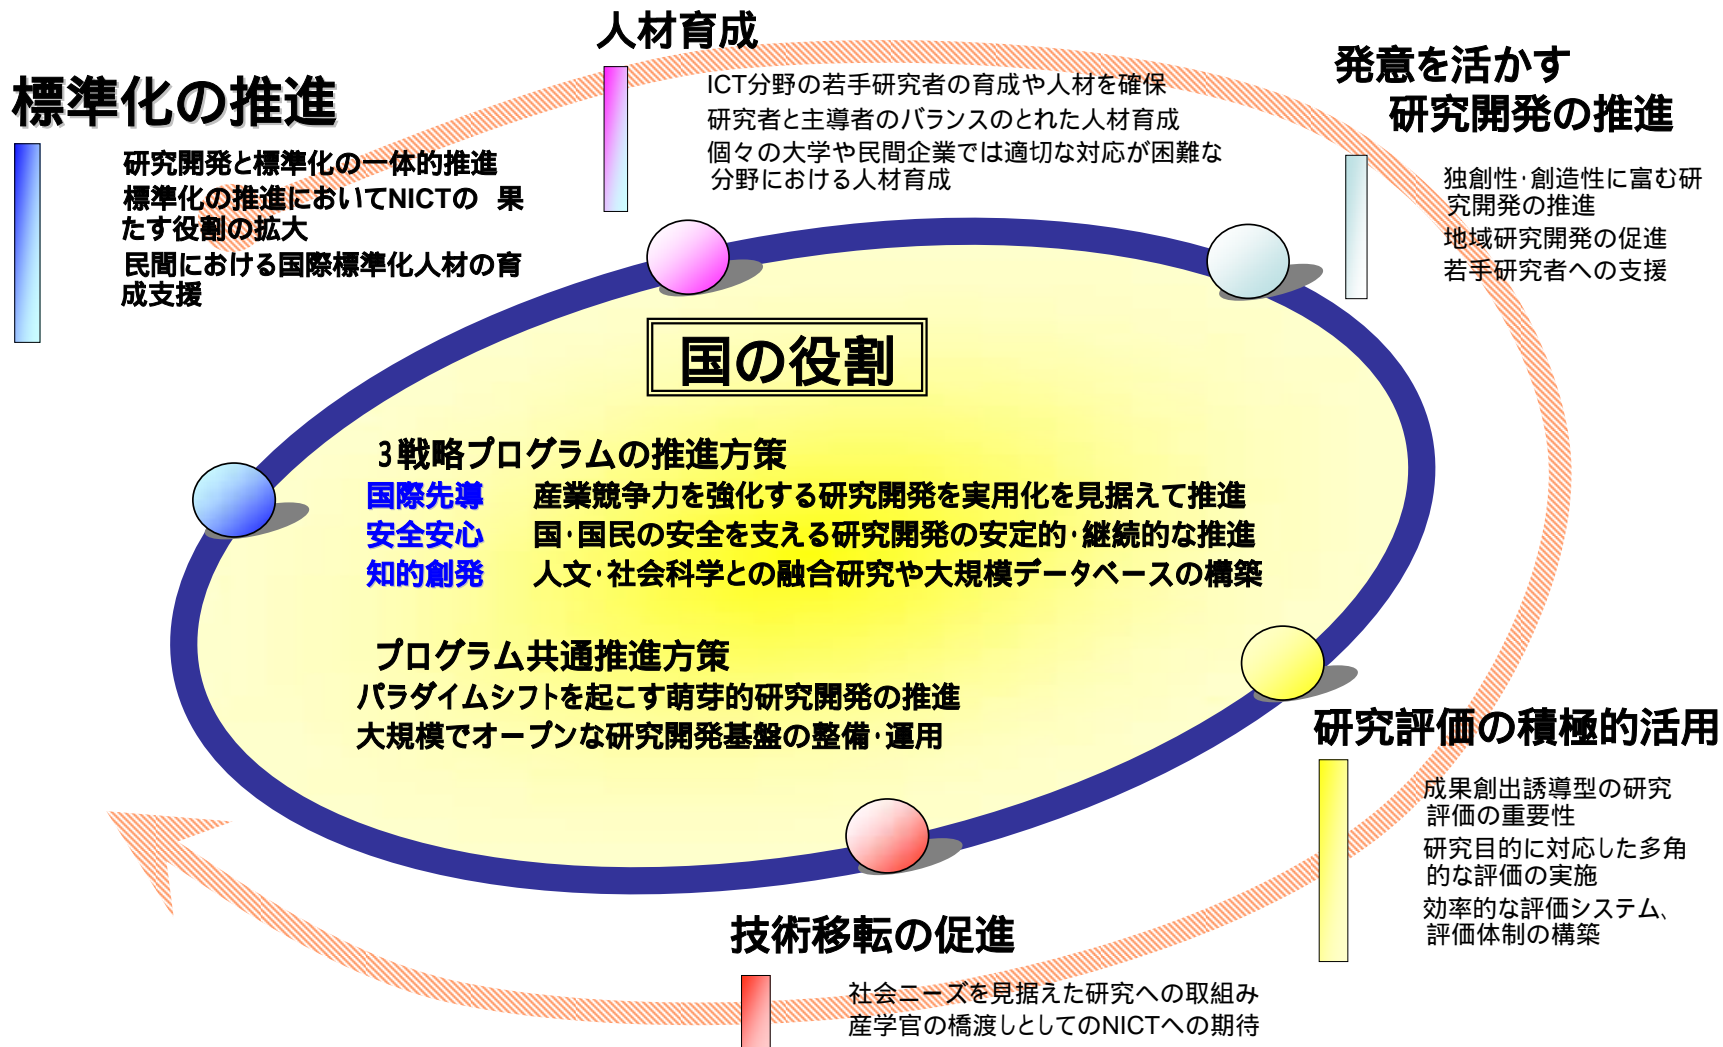 人材育成
ICT分野の若手研究者の育成や人材を確保
研究者と主導者のバランスのとれた人材育成
個々の大学や民間企業では適切な対応が困難な
分野における人材育成
発意を活かす
研究開発の推進
独創性・創造性に富む研
究開発の推進
地域研究開発の促進
若手研究者への支援
標準化の推進
研究開発と標準化の一体的推進
標準化の推進においてNICTの 果
たす役割の拡大
民間における国際標準化人材の育
成支援
国の役割
3戦略プログラムの推進方策
国際先導 産業競争力を強化する研究開発を実用化を見据えて推進
安全安心 国・国民の安全を支える研究開発の安定的・継続的な推進
知的創発 人文・社会科学との融合研究や大規模データベースの構築
プログラム共通推進方策
パラダイムシフトを起こす萌芽的研究開発の推進
大規模でオープンな研究開発基盤の整備・運用
研究評価の積極的活用
成果創出誘導型の研究
評価の重要性
研究目的に対応した多角
的な評価の実施
効率的な評価システム、
評価体制の構築
技術移転の促進
社会ニーズを見据えた研究への取組み
産学官の橋渡しとしてのNICTへの期待